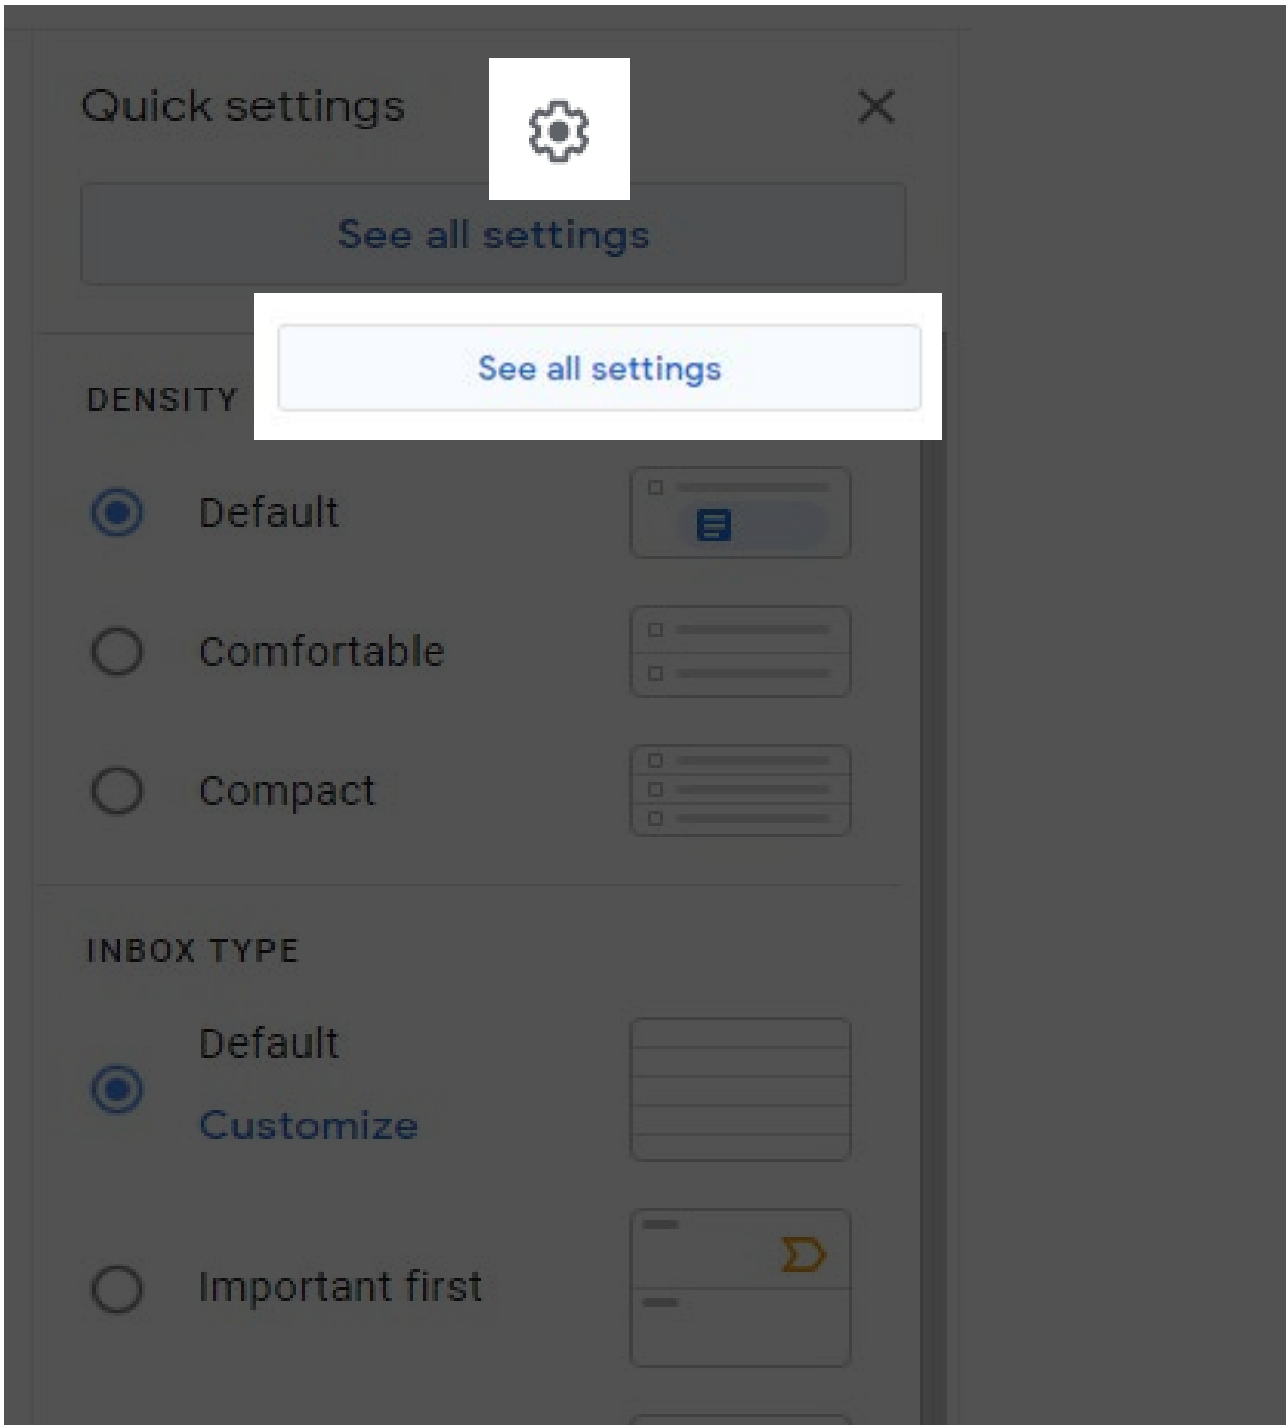 Quick settings
See all settings
See all settings
DENSITY
Default
Comfortable
Compact
INBOX TYPE
Default
Customize
Important first